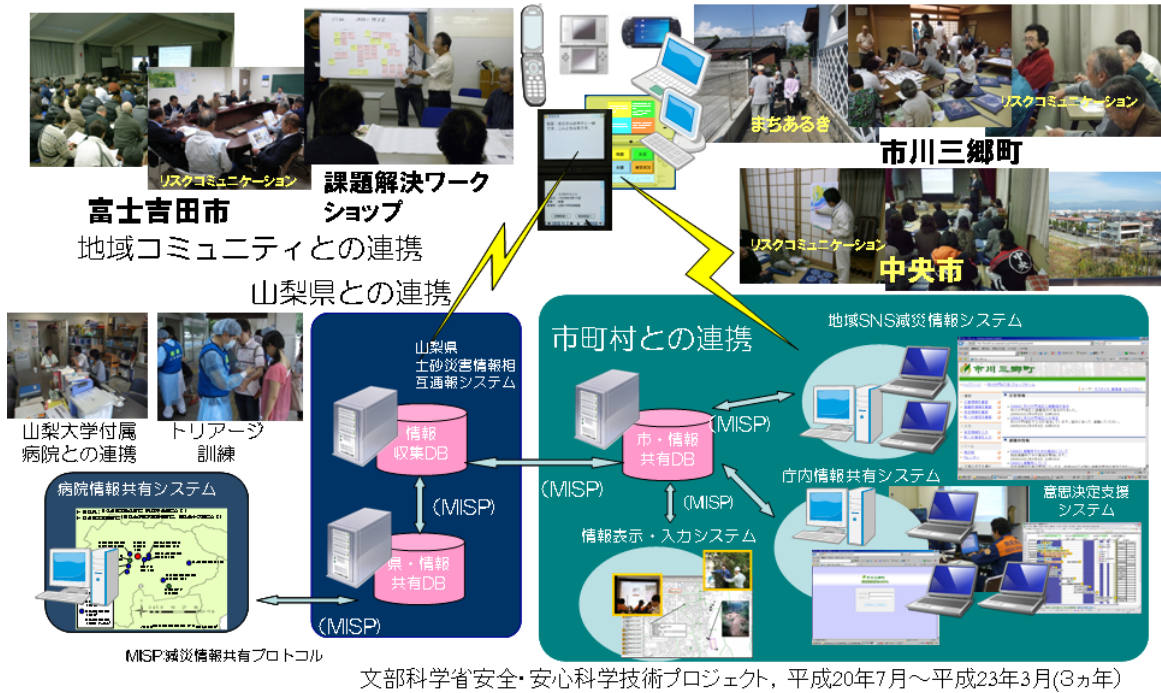 リスクコミュニケーション
富士吉田市
課題解決ワーク
ショップ
まちあるき
リスクコミュニケーション
市川三郷町
リスクコミュニケーション
中央市
地域コミュニティとの連携
山梨県との連携
山梨大学付属
病院との連携
トリアージ
訓練
病院情報共有システム
山梨県
土砂災害情報相
互通報システム
情報
収集DB
(MISP)
県・情報
共有DB
(MISP)
(MISP)
市町村との連携
地域SNS減災情報システム
市川三郷町
(MISP)
市・情報
共有DB
(MISP)
庁内情報共有システム
意思決定支援
システム
情報表示・入力システム
MISP:減災情報共有プロトコル
文部科学省安全・安心科学技術プロジェクト，平成20年7月～平成23年3月(3ヵ年)